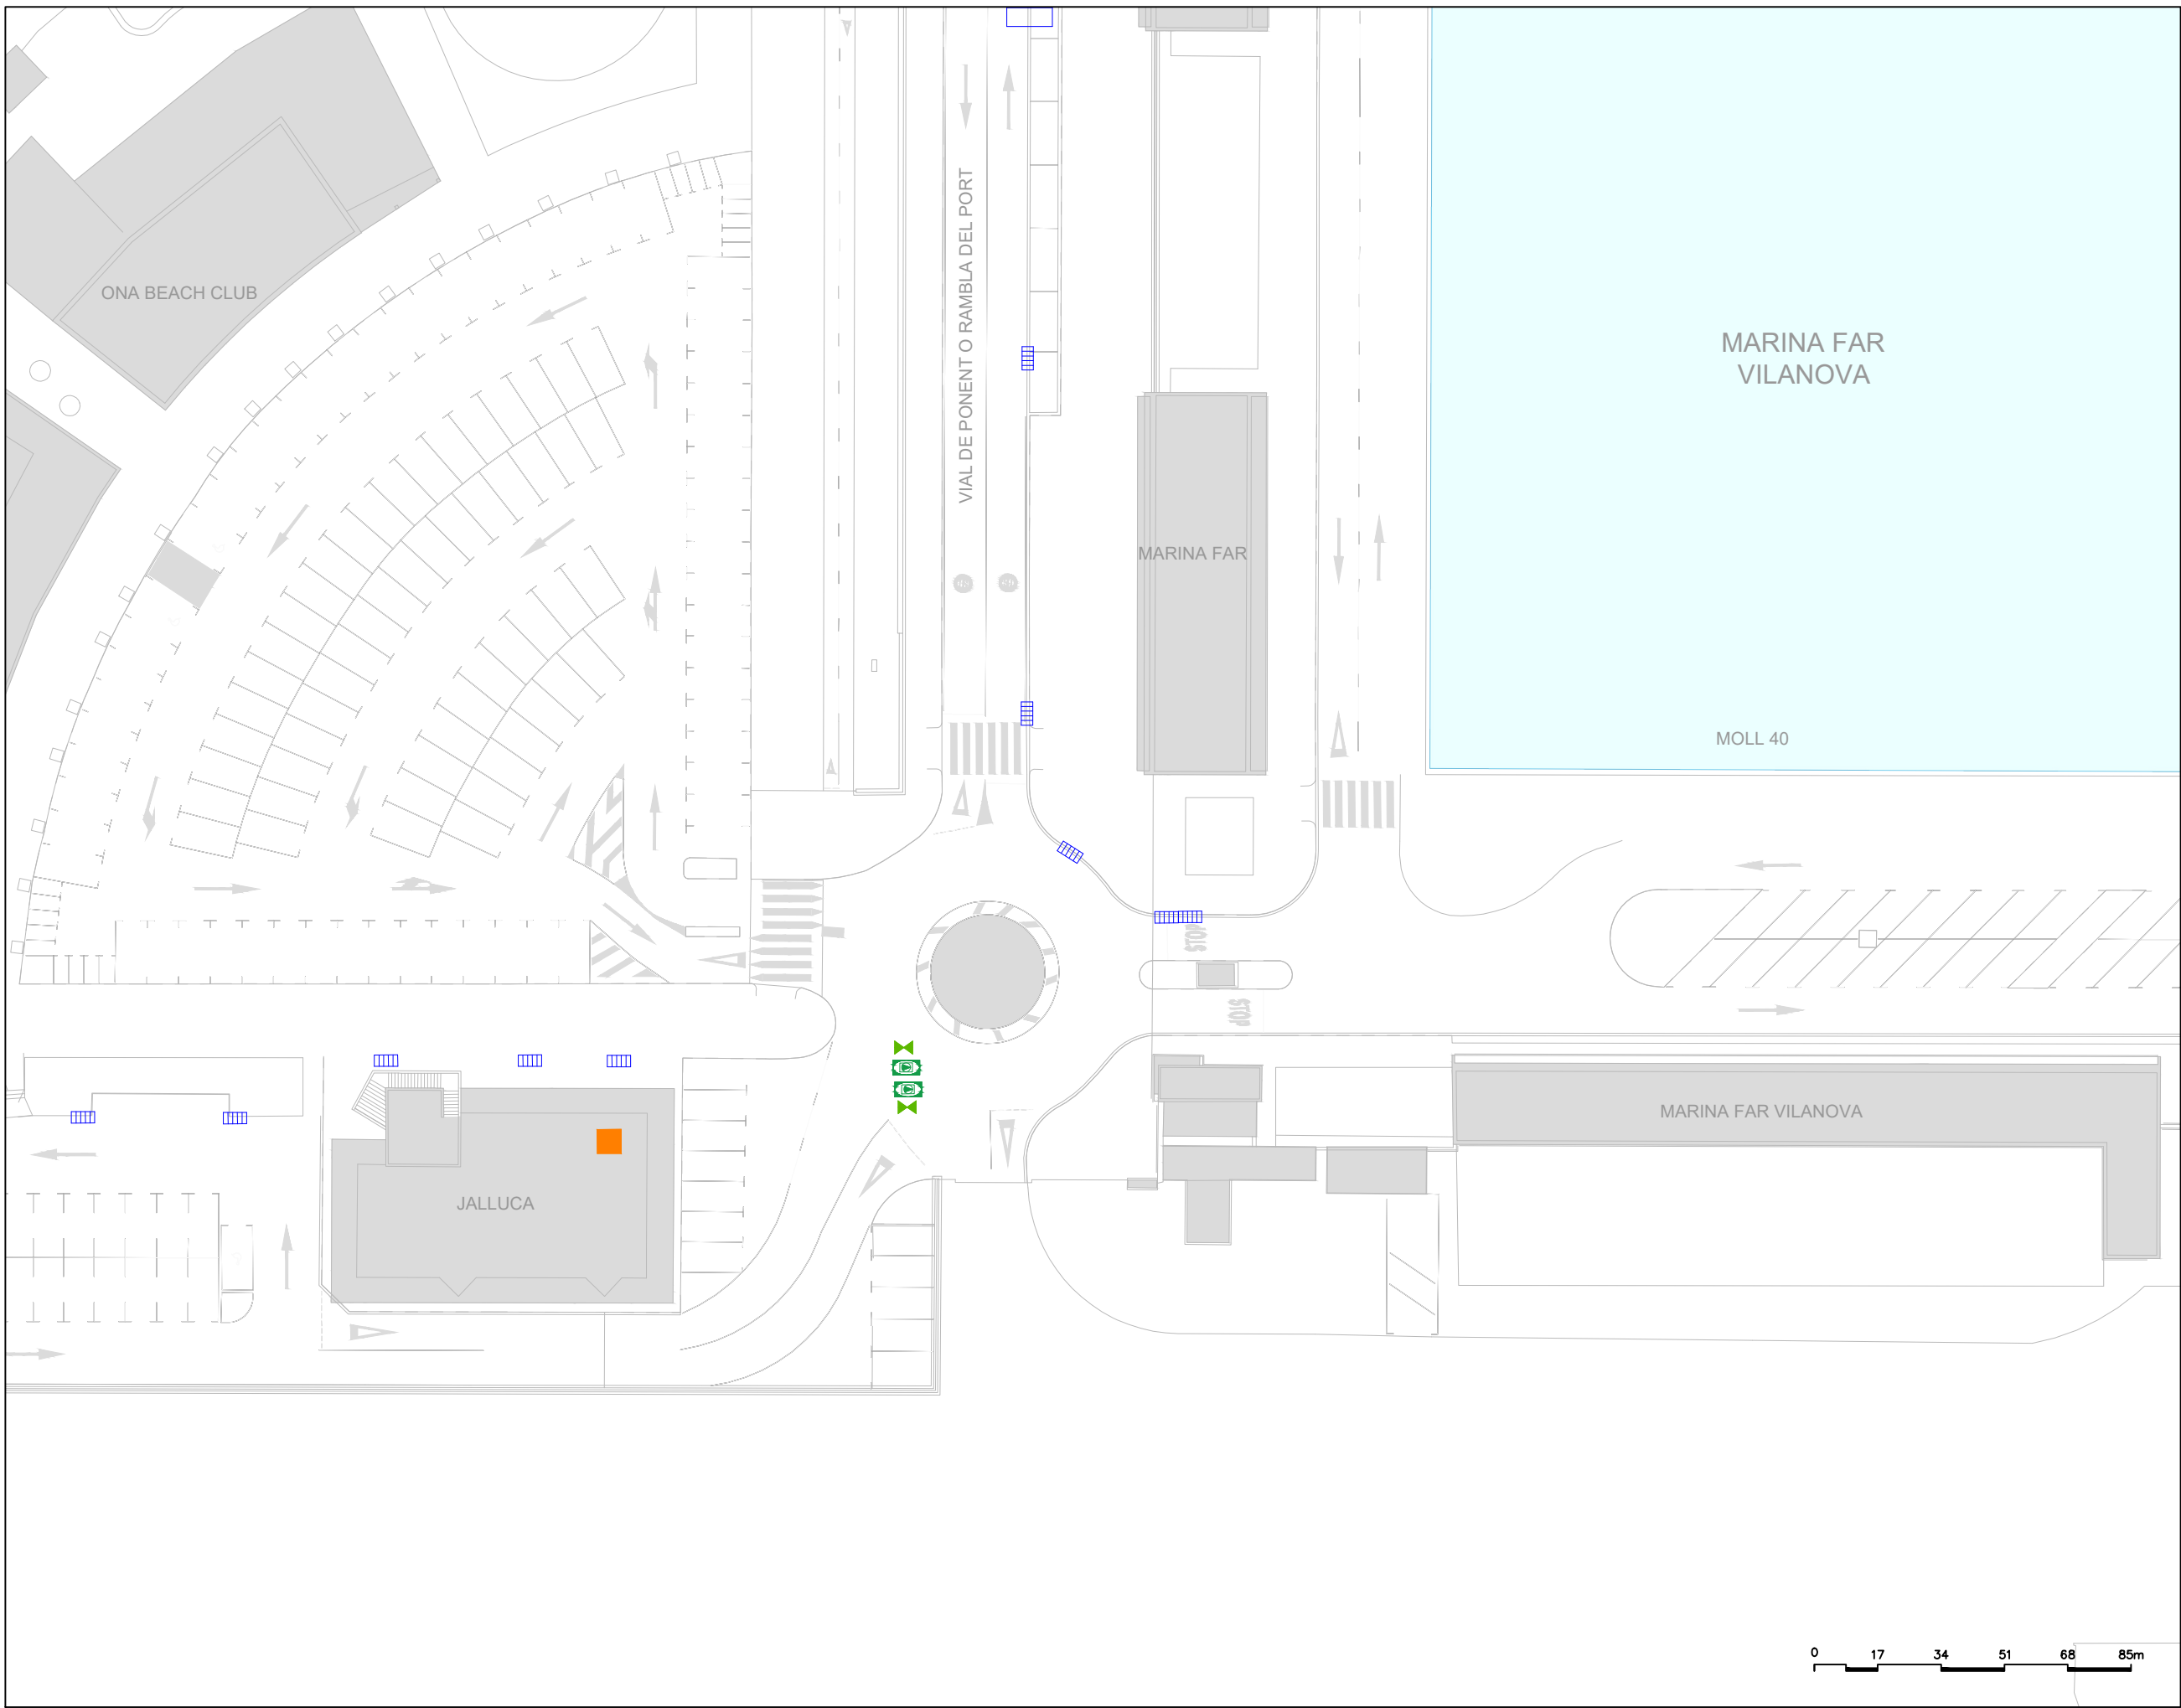 ONA BEACH CLUB
VIAL DE PONENT O RAMBLA DEL PORT
MARINA FAR
VILANOVA
MARINA FAR
MOLL 40
STOP
STOP
MARINA FAR VILANOVA
JALLUCA
0 17 34 51 68 85m